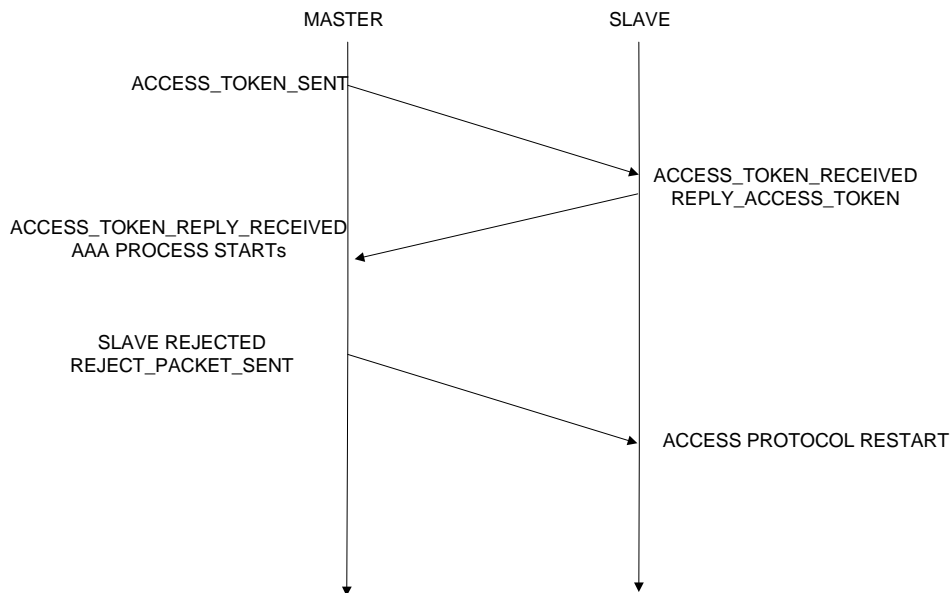 MASTER
SLAVE
ACCESS_TOKEN_SENT
ACCESS_TOKEN_RECEIVED
REPLY_ACCESS_TOKEN
ACCESS_TOKEN_REPLY_RECEIVED
AAA PROCESS STARTs
SLAVE REJECTED
REJECT_PACKET_SENT
ACCESS PROTOCOL RESTART